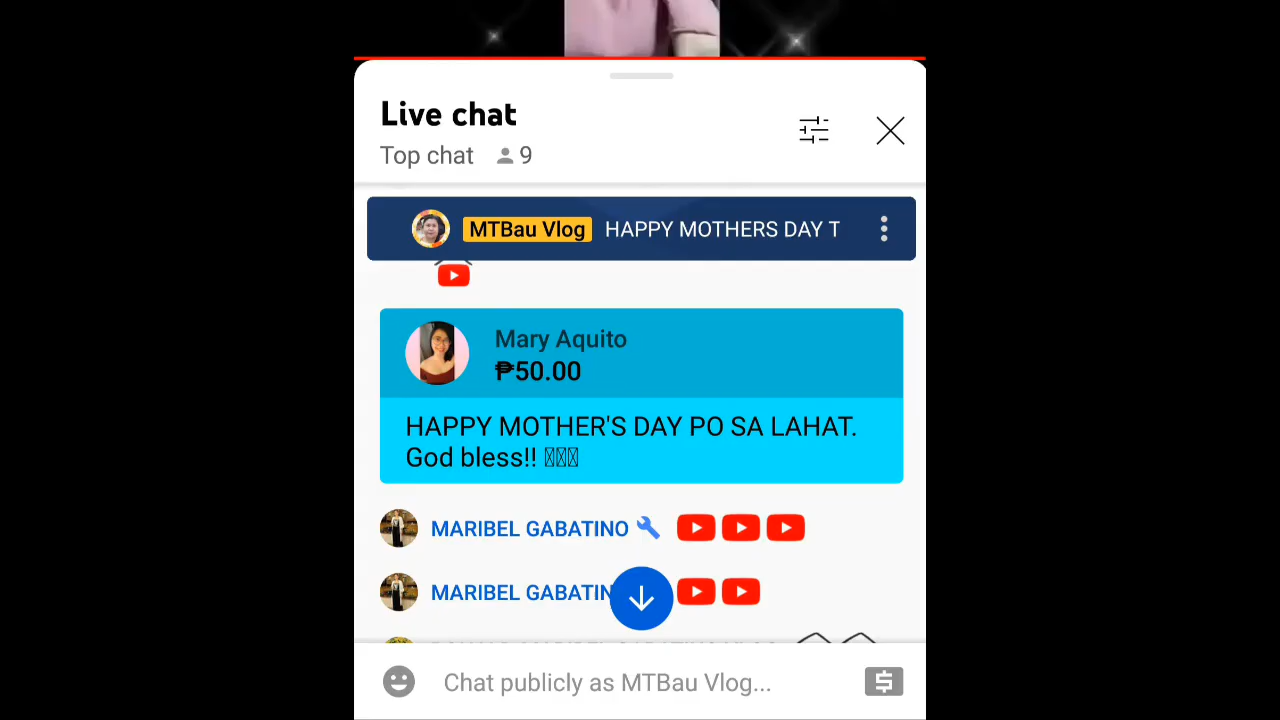 Live chat
Top chat 9
MTBau Vlog HAPPY MOTHERS DAY T
Mary Aquito
₱50.00
HAPPY MOTHER'S DAY PO SA LAHAT.
God bless!!
MARIBEL GABATINO
MARIBEL GABATIN
Chat publicly as MTBau Vlog...